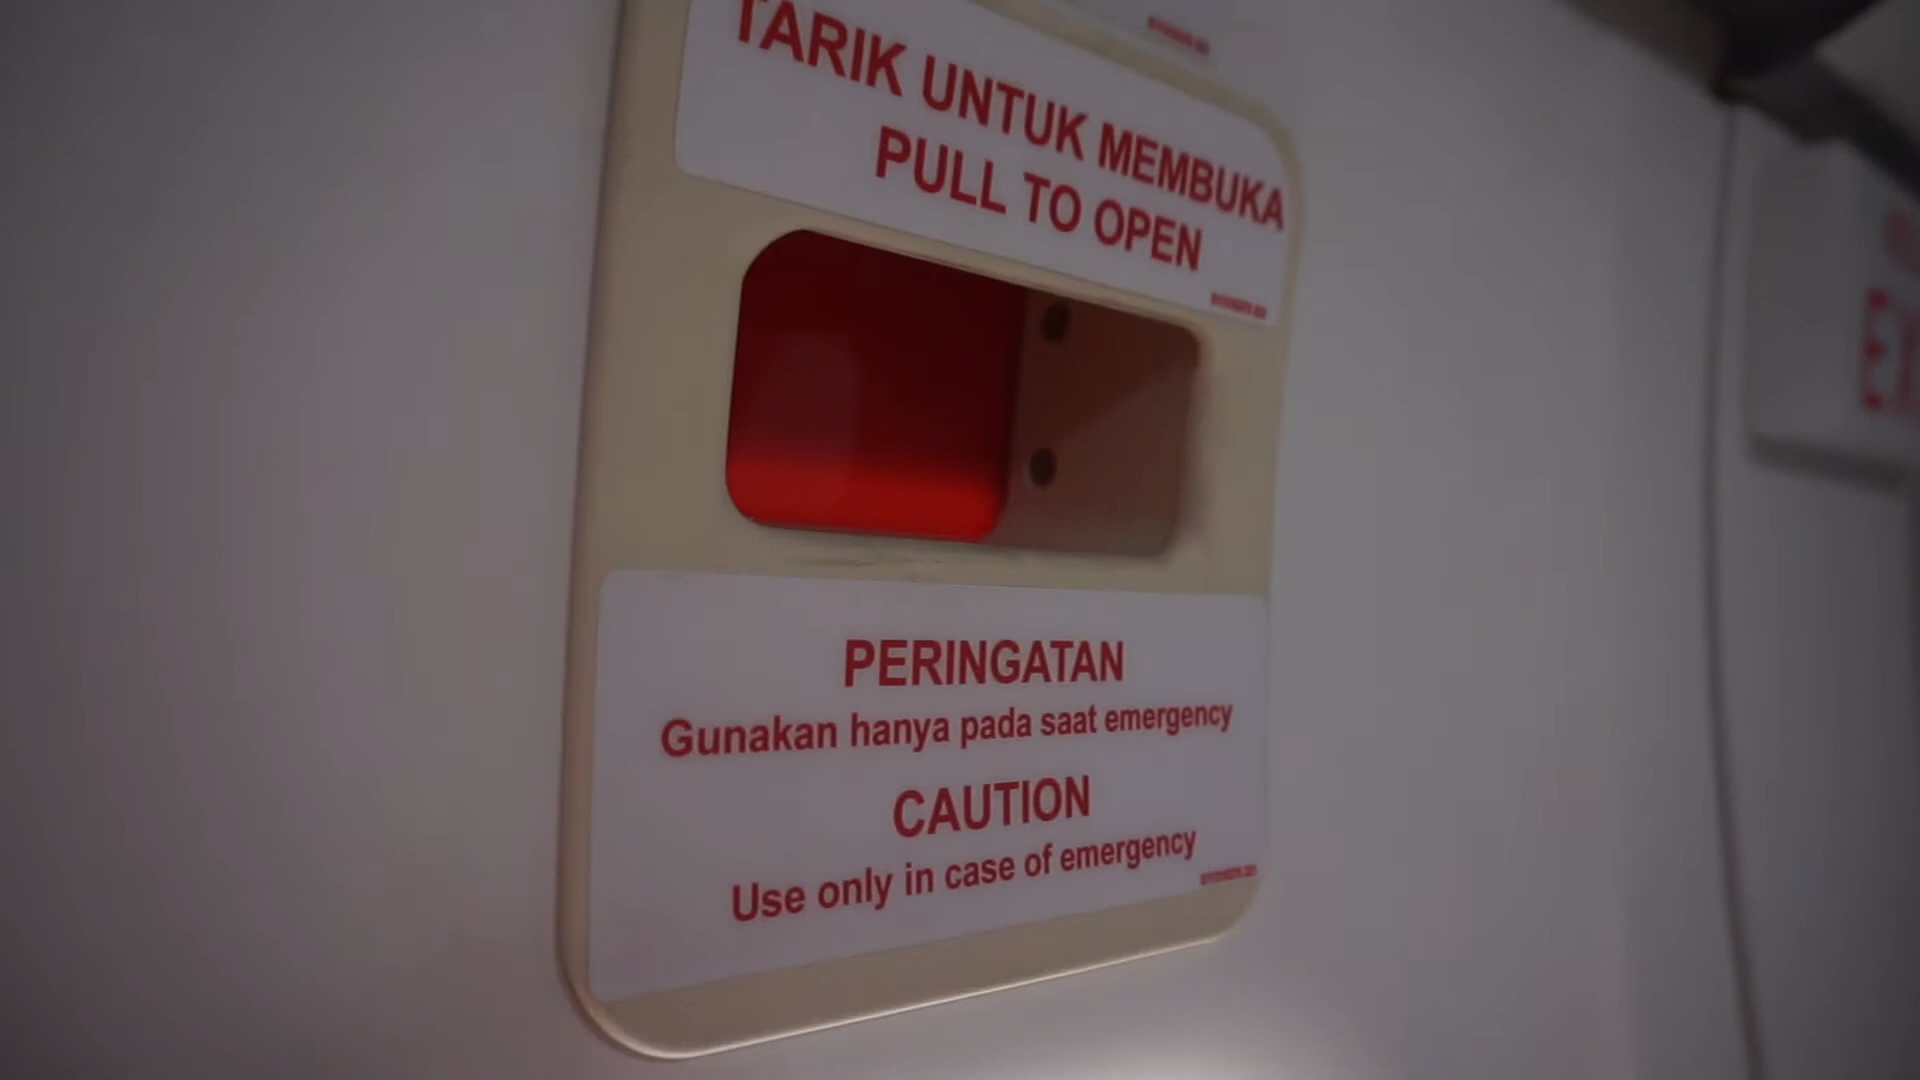 TARIK UNTUK MEMBUKA
PULL TO OPEN
PERINGATAN
Gunakan hanya pada saat emergency
CAUTION
Use only in case of emergency